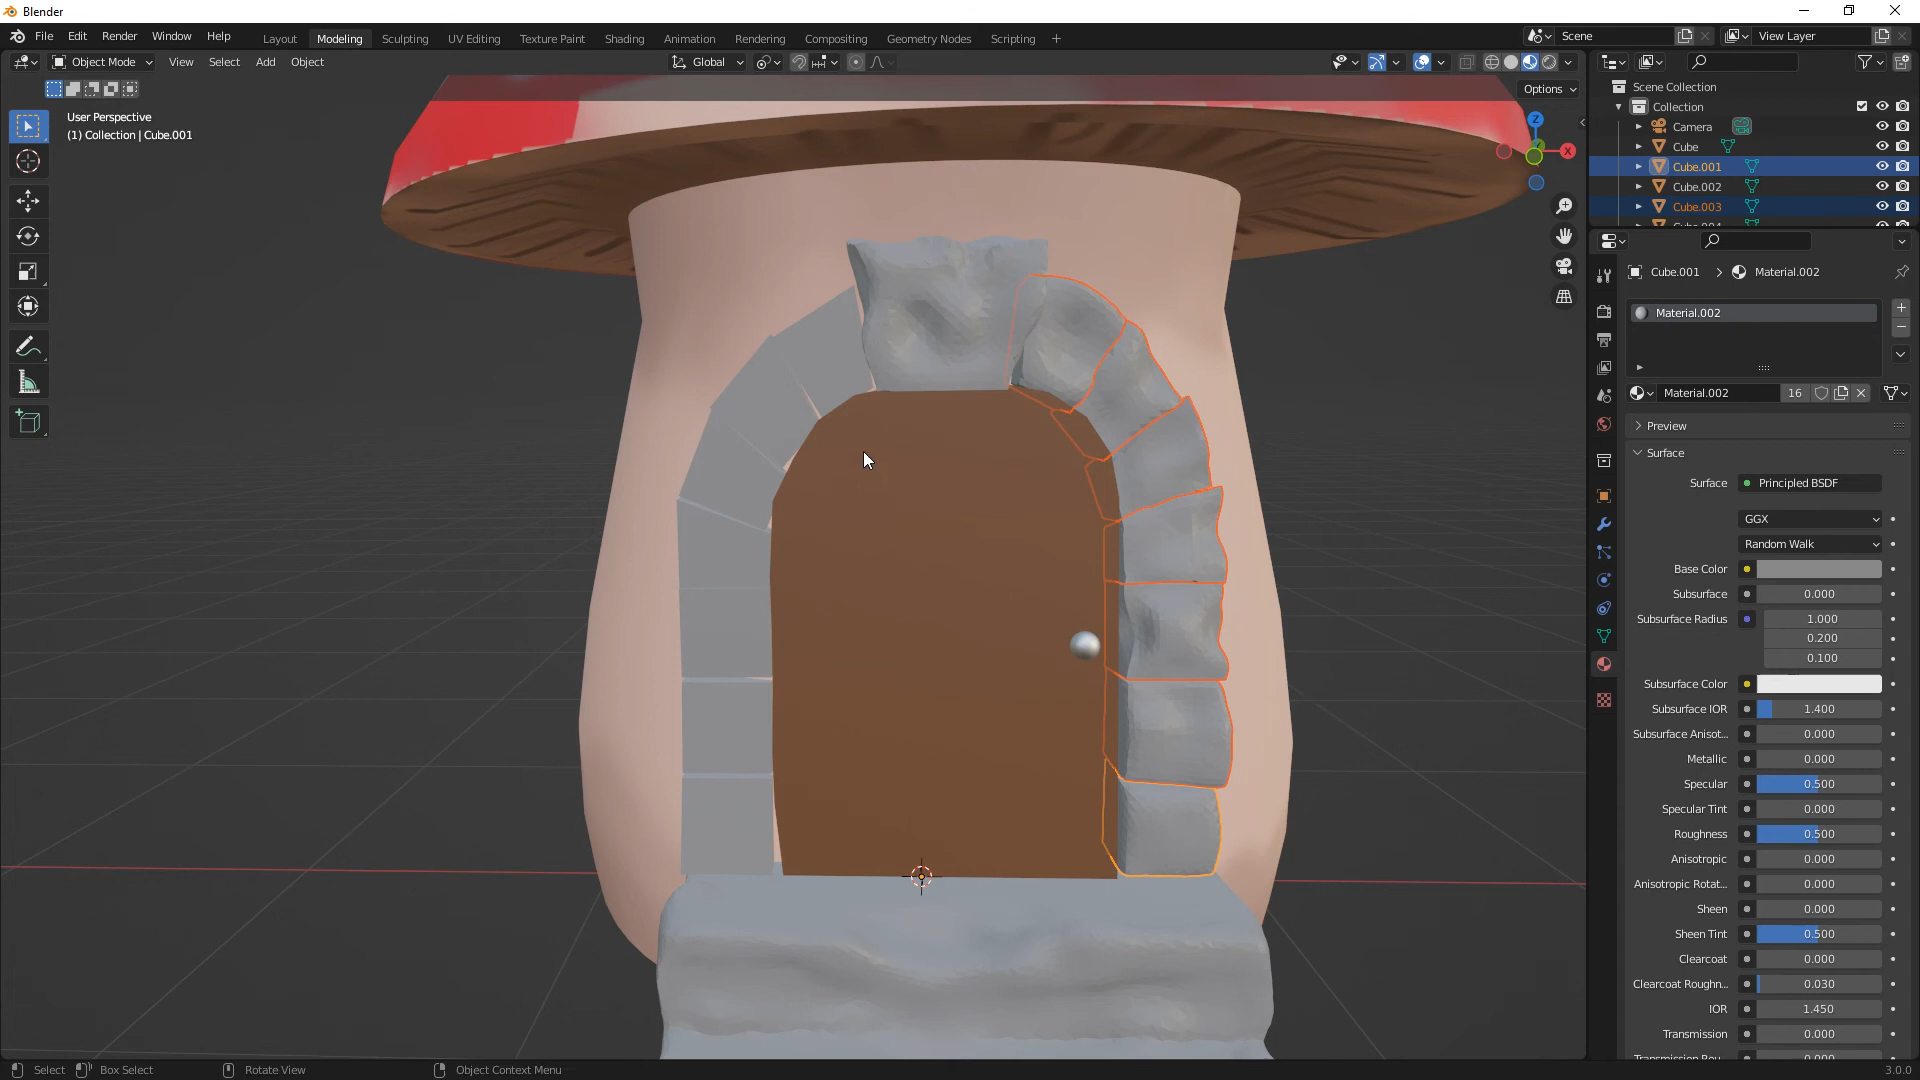 Blender
File Edit Render Window Help
Layout Modeling Sculpting UV Editing Texture Paint Shading Animation Rendering Compositing Geometry Nodes Scripting +
Scene
View Layer
Object Mode View Select Add Object
Global
Options
User Perspective
(1) Collection | Cube.001
Z
X
Scene Collection
Collection
Camera
Cube
Cube.001
Cube.002
Cube.003
Cube.001 > Material.002
Material.002
Material.002 16
Preview
Surface
Surface Principled BSDF
GGX
Random Walk
Base Color
Subsurface 0.000
Subsurface Radius 1.000
0.200
0.100
Subsurface Color
Subsurface IOR 1.400
Subsurface Anisot... 0.000
Metallic 0.000
Specular 0.500
Specular Tint 0.000
Roughness 0.500
Anisotropic 0.000
Anisotropic Rotat... 0.000
Sheen 0.000
Sheen Tint 0.500
Clearcoat 0.000
Clearcoat Roughn... 0.030
IOR 1.450
Transmission 0.000
Select Box Select Rotate View Object Context Menu 3.0.0